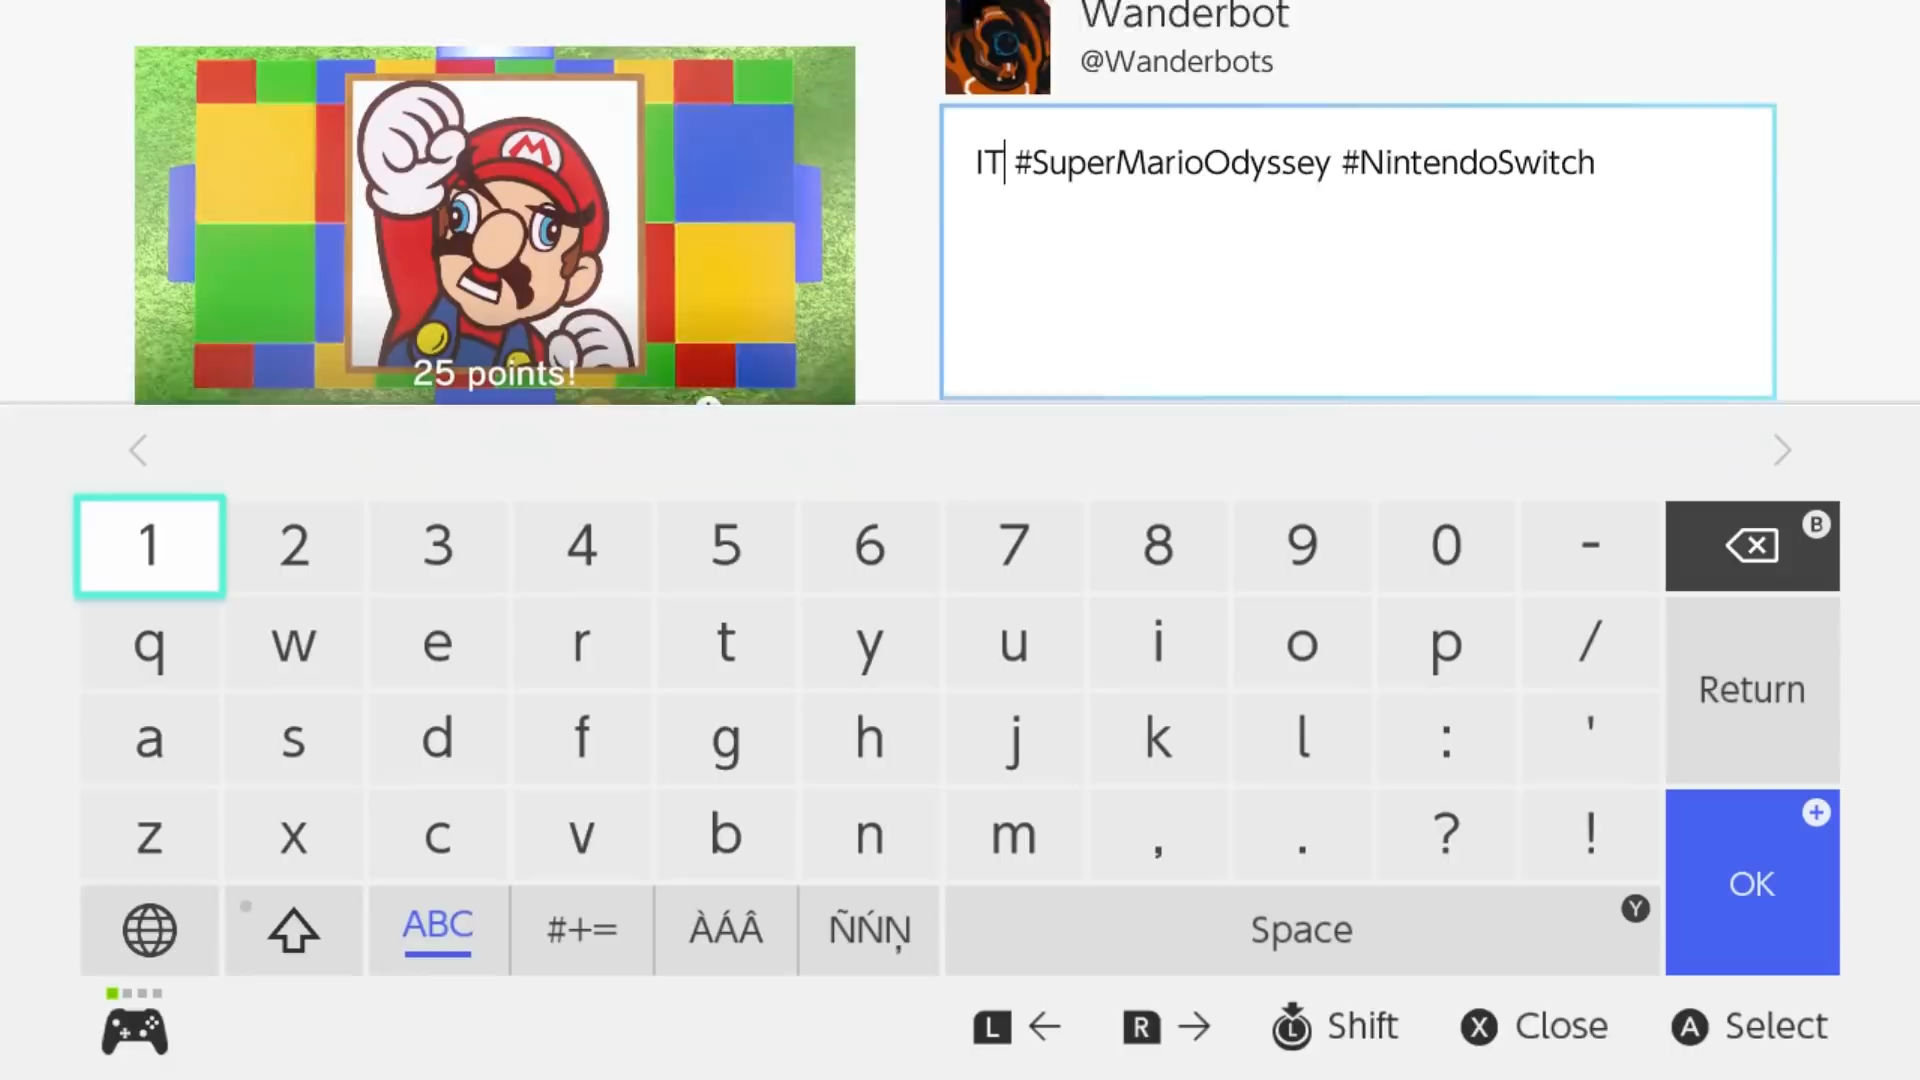 Wanderbot
@Wanderbots
IT #SuperMarioOdyssey #NintendoSwitch
M
25 points!
1 2 3 4 5 6 7 8 9 0 - B
q w e r t y u i o p /
Return
a s d f g h j k l : '
z x c v b n m , . ? !
OK
ABC #+= ÀÁÂ ÑŃŅ Space Y
L ← R → L Shift X Close A Select